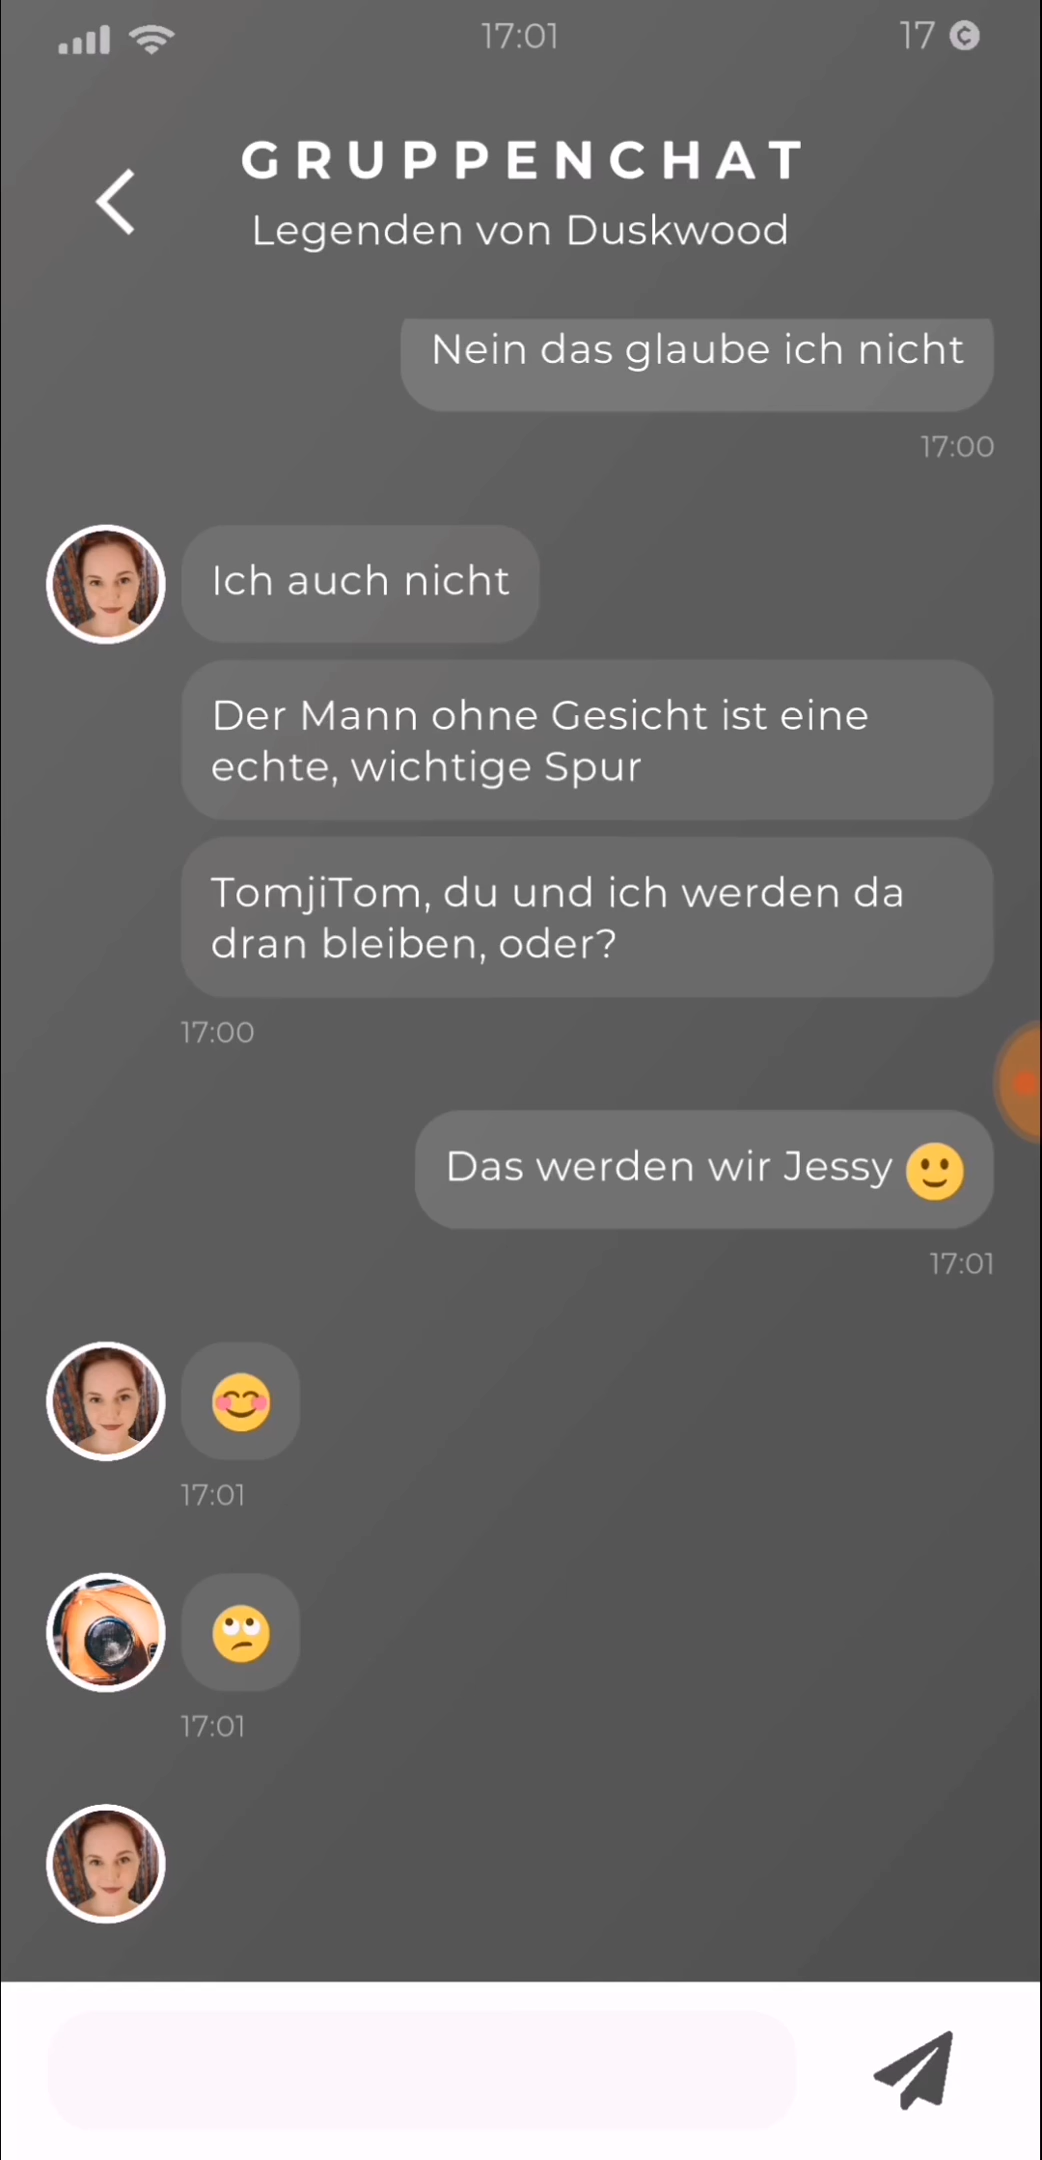 17:01
17
GRUPPENCHAT
Legenden von Duskwood
Nein das glaube ich nicht
17:00
Ich auch nicht
Der Mann ohne Gesicht ist eine
echte, wichtige Spur
TomjiTom, du und ich werden da
dran bleiben, oder?
17:00
Das werden wir Jessy 🙂
17:01
😊
17:01
🙄
17:01